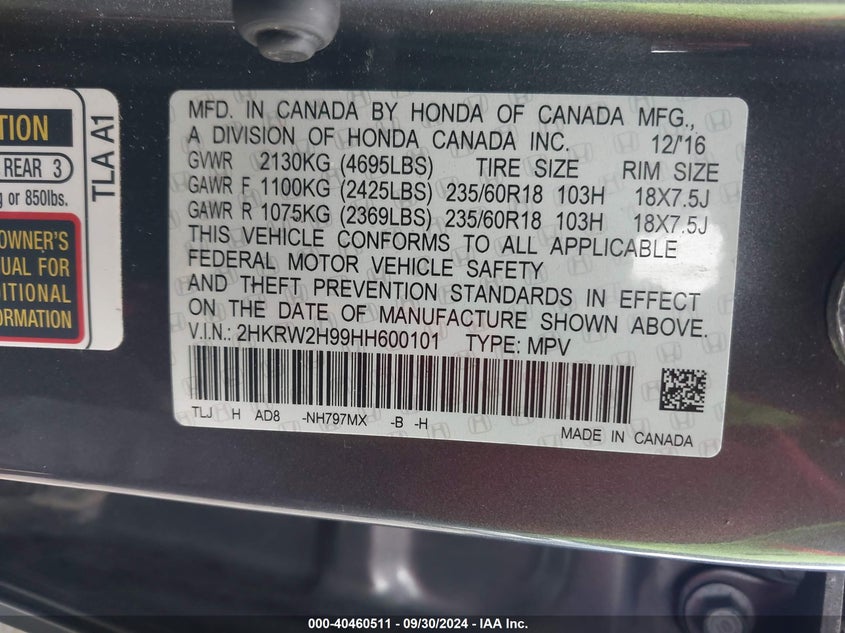 TION
REAR 3
g or 850lbs.
OWNER'S
UAL FOR
DITIONAL
ORMATION
TLA A1
MFD. IN CANADA BY HONDA OF CANADA MFG.,
A DIVISION OF HONDA CANADA INC. 12/'16
GVWR 2130KG (4695LBS) TIRE SIZE RIM SIZE
GAWR F 1100KG (2425LBS) 235/60R18 103H 18X7.5J
GAWR R 1075KG (2369LBS) 235/60R18 103H 18X7.5J
THIS VEHICLE CONFORMS TO ALL APPLICABLE
FEDERAL MOTOR VEHICLE SAFETY
AND THEFT PREVENTION STANDARDS IN EFFECT
ON THE DATE OF MANUFACTURE SHOWN ABOVE.
V.I.N.: 2HKRW2H99HH600101 TYPE: MPV
TLJ H AD8 -NH797MX -B -H
MADE IN CANADA
000-40460511 - 09/30/2024 - IAA Inc.